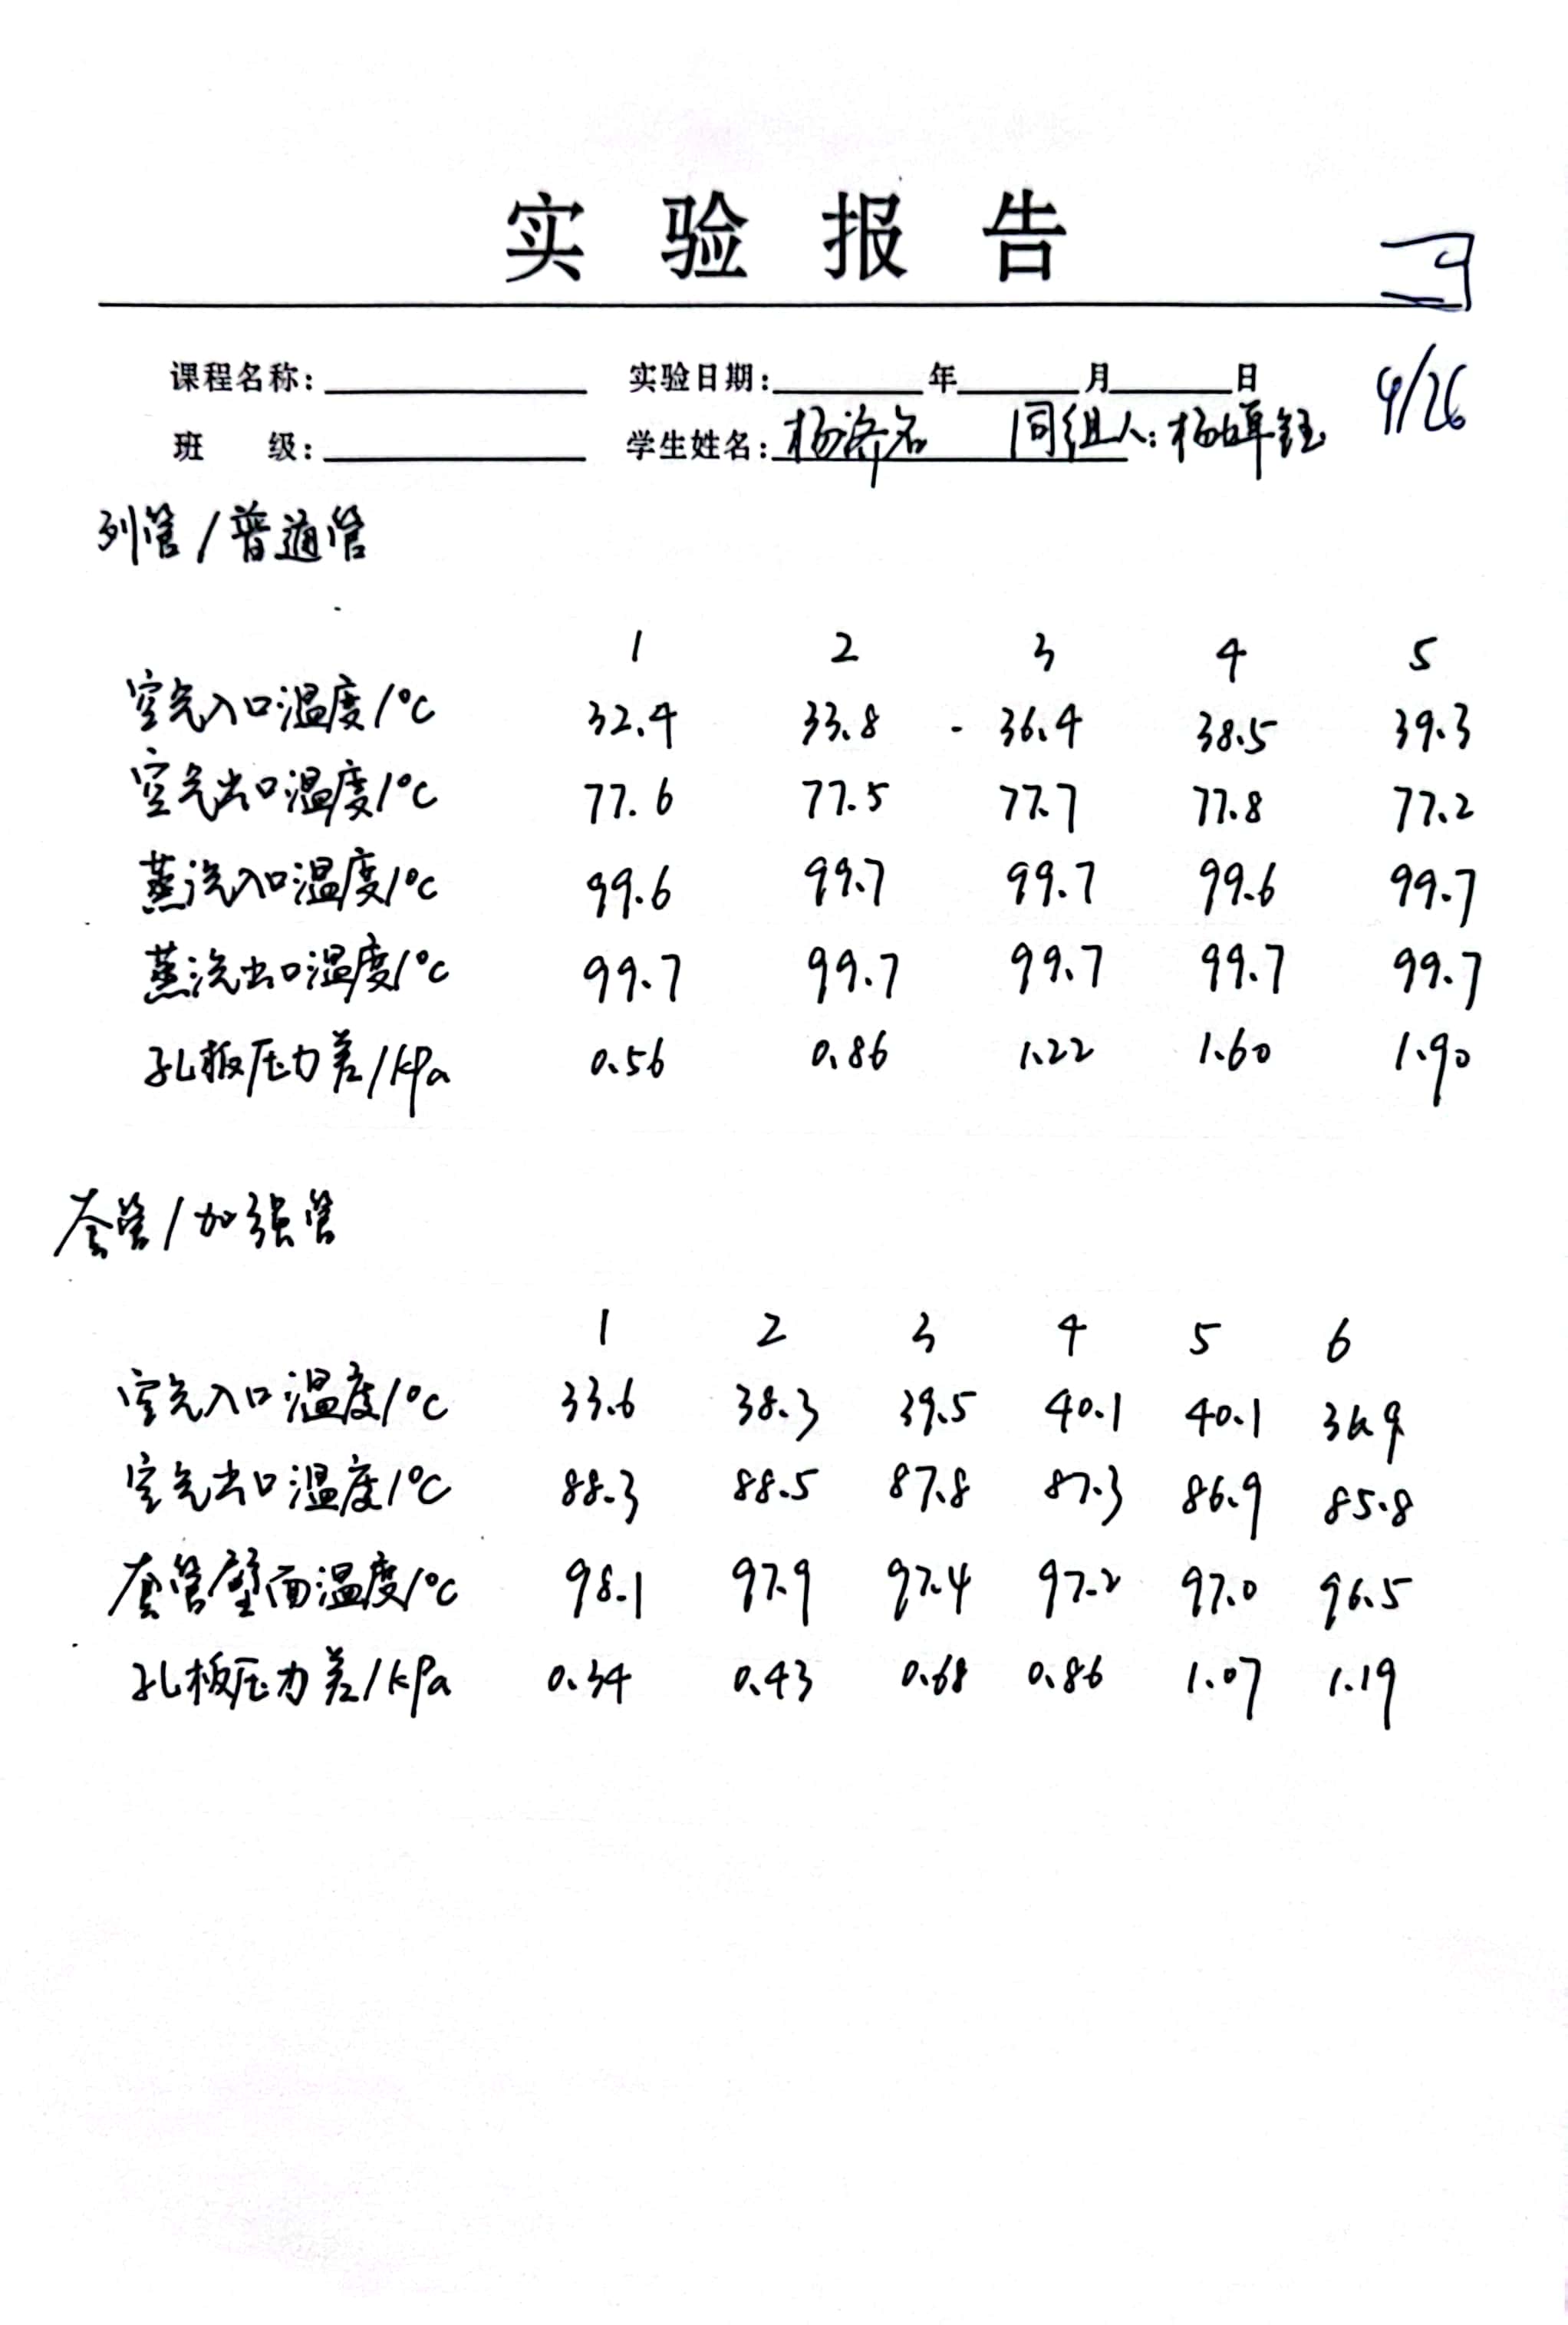 实验报告
课程名称: 实验日期: 年 月 日
4/26
班 级: 学生姓名: 杨济名 同组人: 杨婥钰
列管/普通管
1 2 3 4 5
空气入口温度/°C 32.4 33.8 36.4 38.5 39.3
空气出口温度/°C 77.6 77.5 77.7 77.8 77.2
蒸汽入口温度/°C 99.6 99.7 99.7 99.6 99.7
蒸汽出口温度/°C 99.7 99.7 99.7 99.7 99.7
孔板压力差/kPa 0.56 0.86 1.22 1.60 1.90
套管/加强管
1 2 3 4 5 6
空气入口温度/°C 33.6 38.3 39.5 40.1 40.1
空气出口温度/°C 88.3 88.5 87.8 87.3 86.9 85.8
套管壁面温度/°C 98.1 97.9 97.4 97.2 97.0 96.5
孔板压力差/kPa 0.34 0.43 0.68 0.86 1.07 1.19